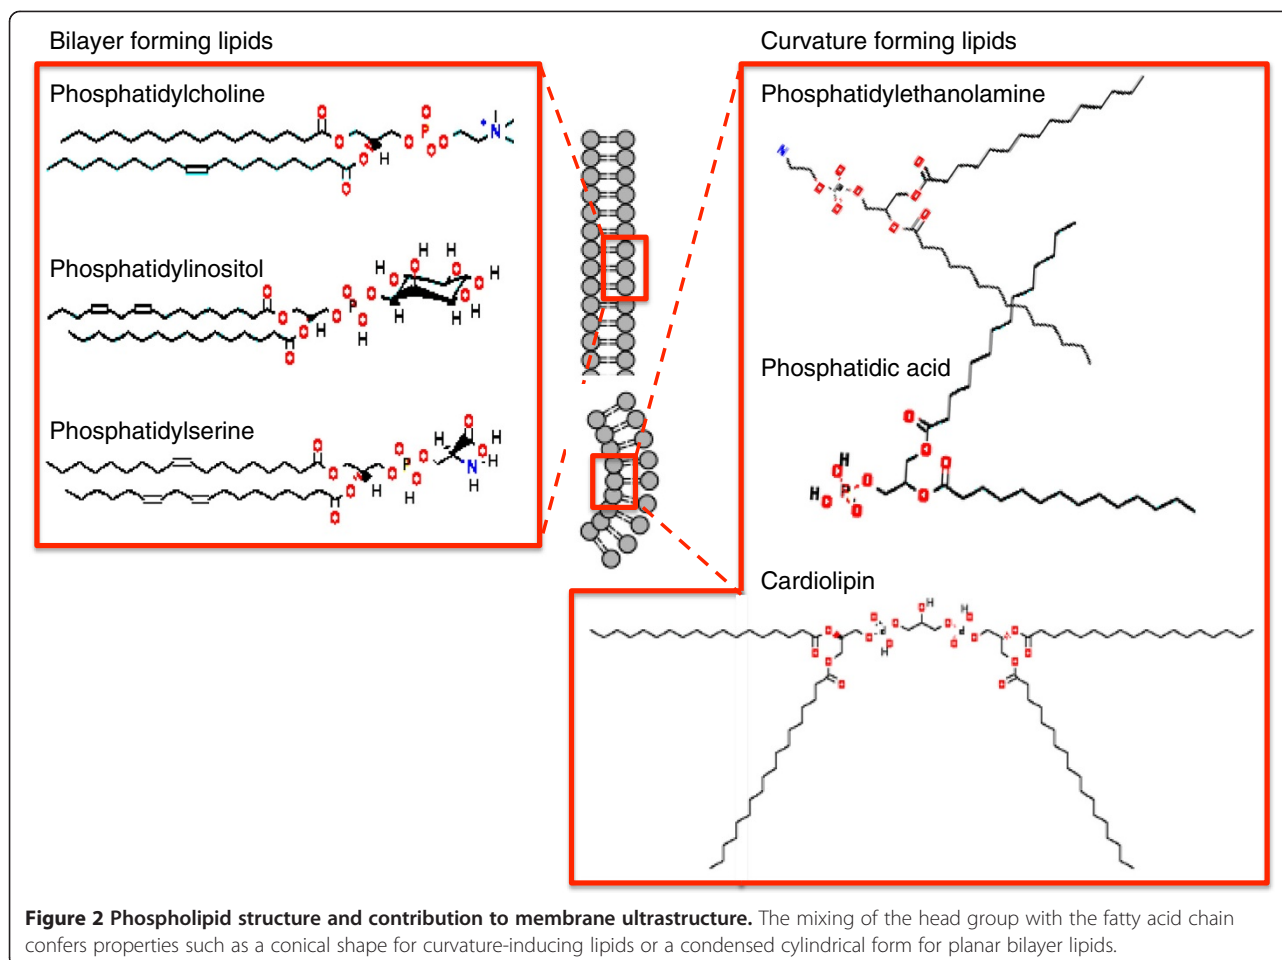 Bilayer forming lipids
Curvature forming lipids
Phosphatidylcholine
Phosphatidylinositol
Phosphatidylserine
Phosphatidylethanolamine
Phosphatidic acid
Cardiolipin
Figure 2 Phospholipid structure and contribution to membrane ultrastructure. The mixing of the head group with the fatty acid chain
confers properties such as a conical shape for curvature-inducing lipids or a condensed cylindrical form for planar bilayer lipids.